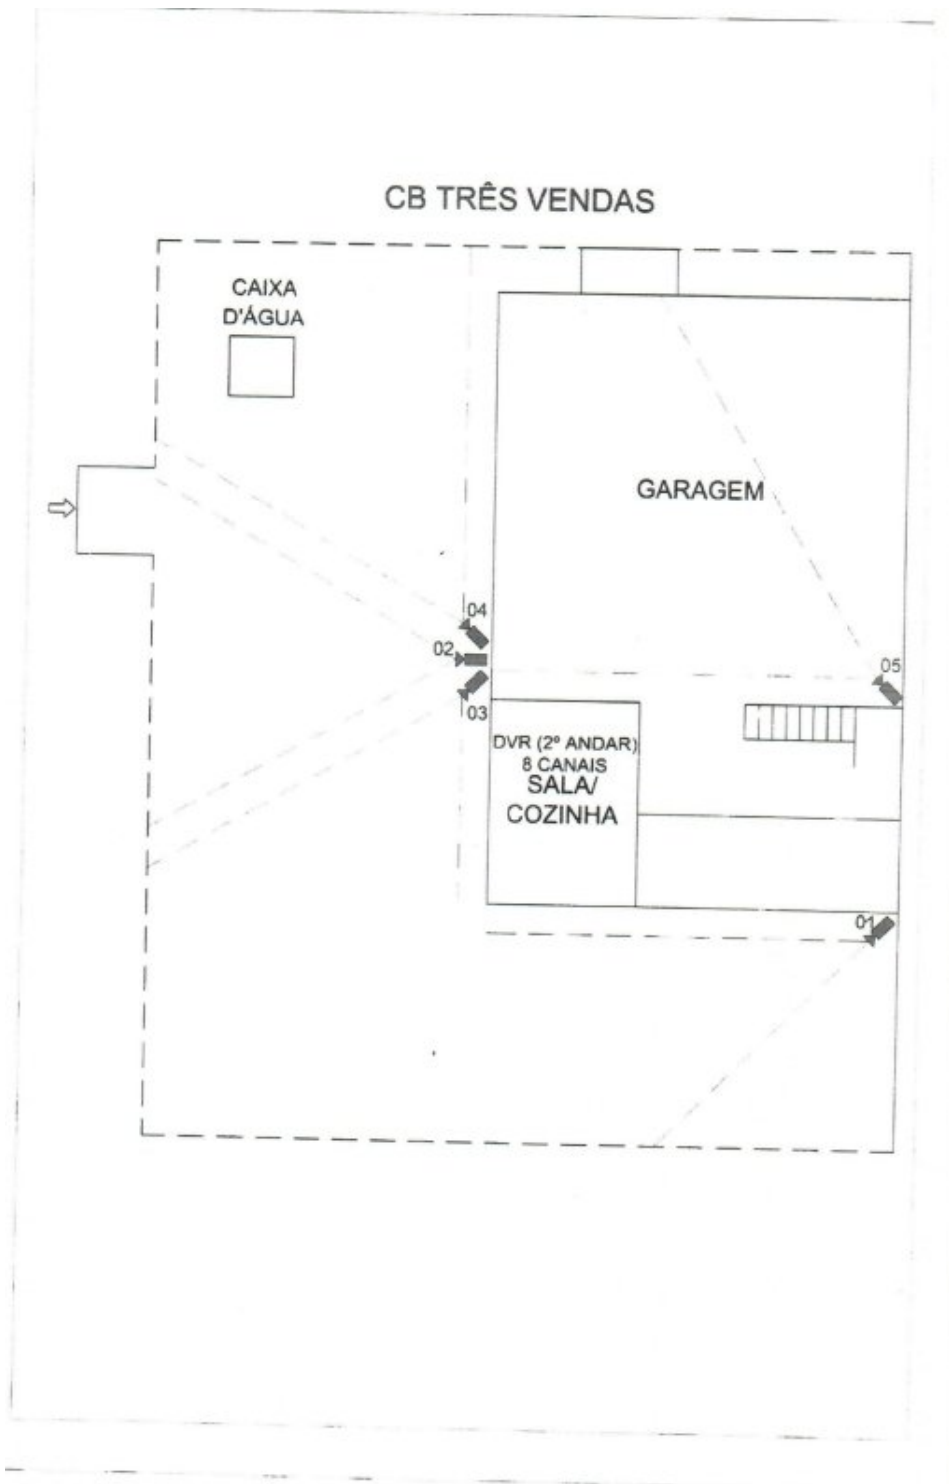 CB TRÊS VENDAS
CAIXA
D'ÁGUA
GARAGEM
04
02
03
05
DVR (2º ANDAR)
8 CANAIS
SALA/
COZINHA
01